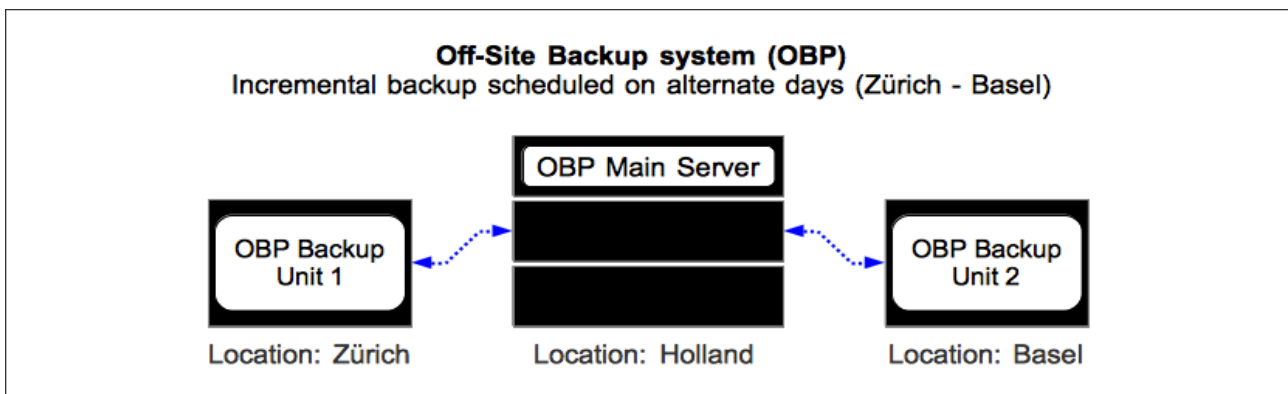 Off-Site Backup system (OBP)
Incremental backup scheduled on alternate days (Zürich - Basel)
OBP Main Server
OBP Backup
Unit 1
OBP Backup
Unit 2
Location: Zürich
Location: Holland
Location: Basel